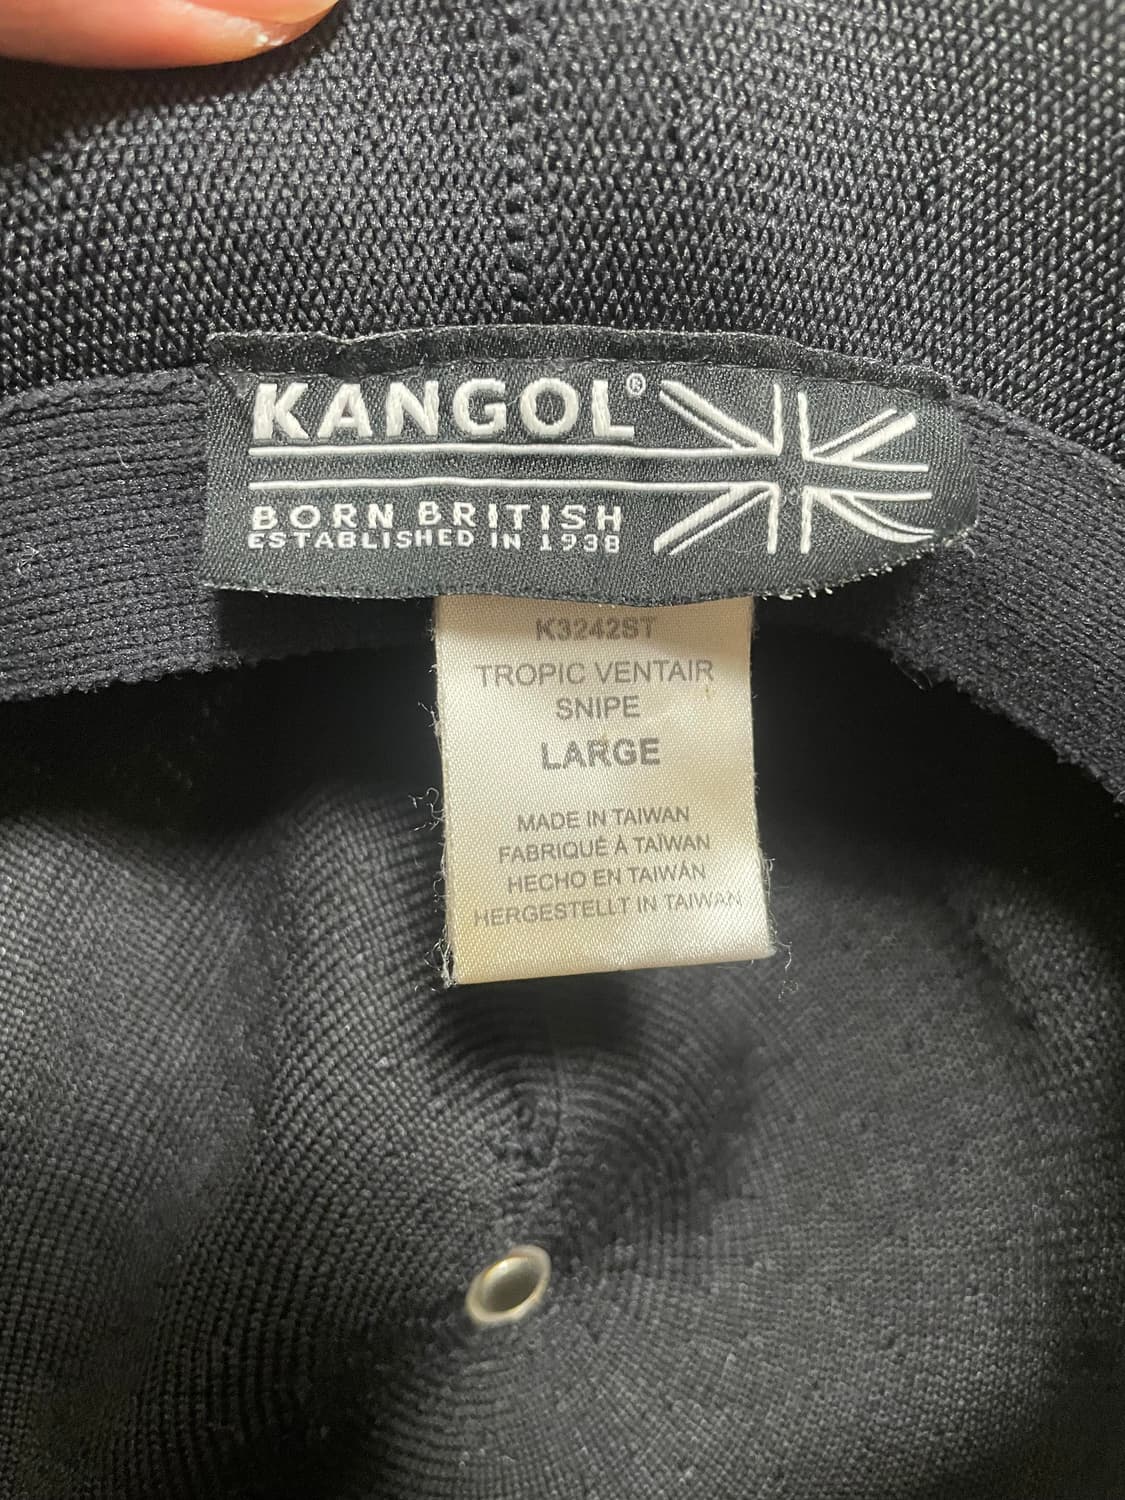 KANGOL®
BORN BRITISH
ESTABLISHED IN 1938
K3242ST
TROPIC VENTAIR
SNIPE
LARGE
MADE IN TAIWAN
FABRIQUÉ À TAÏWAN
HECHO EN TAIWÁN
HERGESTELLT IN TAIWAN